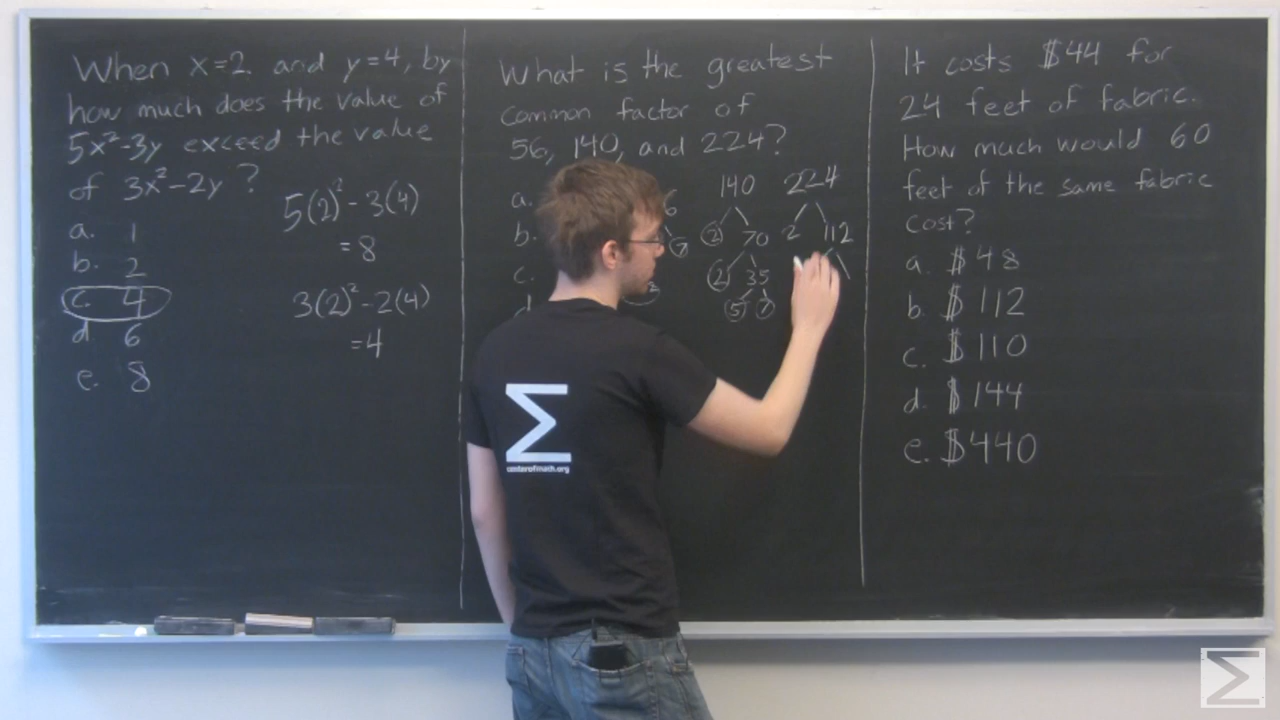 When x=2 and y=4, by
how much does the value of
5x²-3y exceed the value
of 3x²-2y?
a. 1
b. 2
c. 4
d 6
e. 8
5(2)² - 3(4)
= 8
3(2)² - 2(4)
= 4
What is the greatest
common factor of
56, 140, and 224?
a.
b.
c.
6
7
2
140
2 70
2 35
5 7
224
2 112
It costs $44 for
24 feet of fabric.
How much would 60
feet of the same fabric
cost?
a. $48
b. $112
c. $110
d. $144
e. $440
Σ
centerofmath.org
Σ